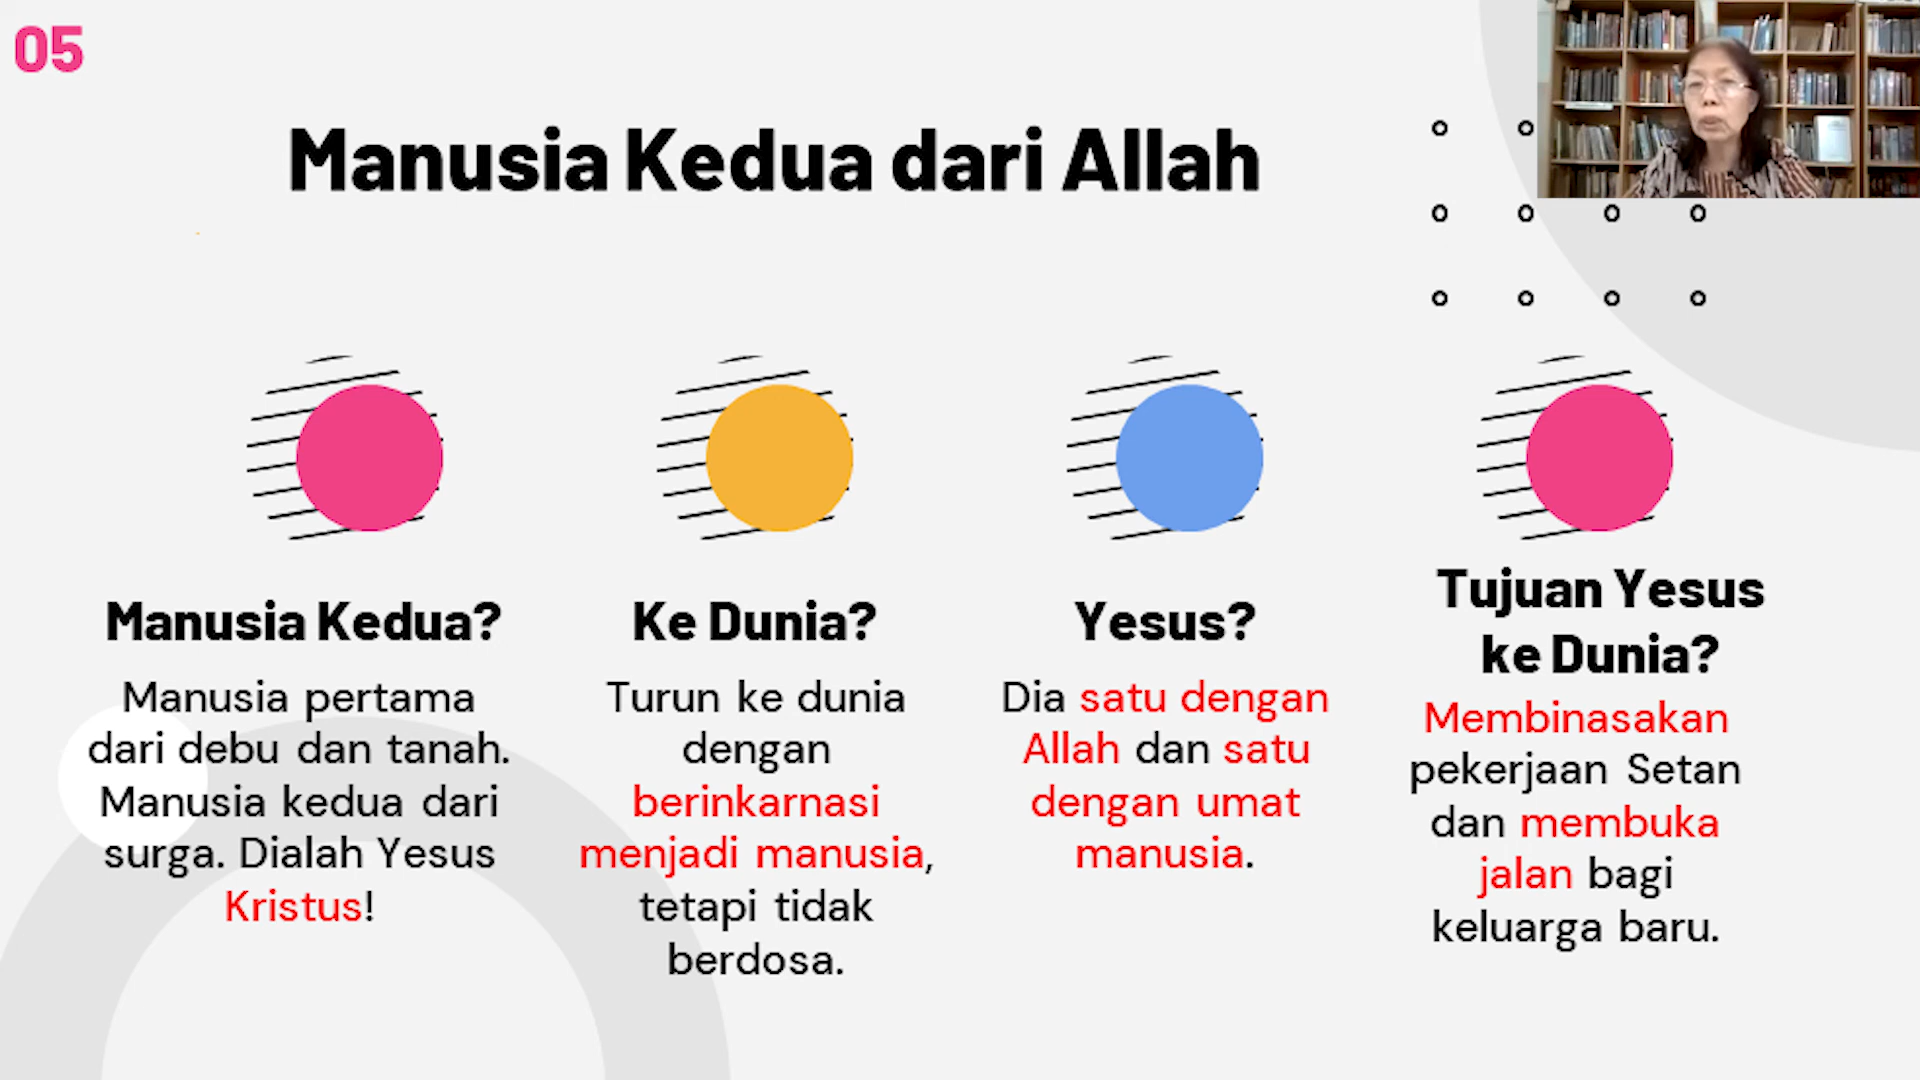 05
Manusia Kedua dari Allah
Manusia Kedua?
Manusia pertama
dari debu dan tanah.
Manusia kedua dari
surga. Dialah Yesus
Kristus!
Ke Dunia?
Turun ke dunia
dengan
berinkarnasi
menjadi manusia,
tetapi tidak
berdosa.
Yesus?
Dia satu dengan
Allah dan satu
dengan umat
manusia.
Tujuan Yesus
ke Dunia?
Membinasakan
pekerjaan Setan
dan membuka
jalan bagi
keluarga baru.